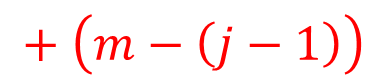 + (m − (j − 1))